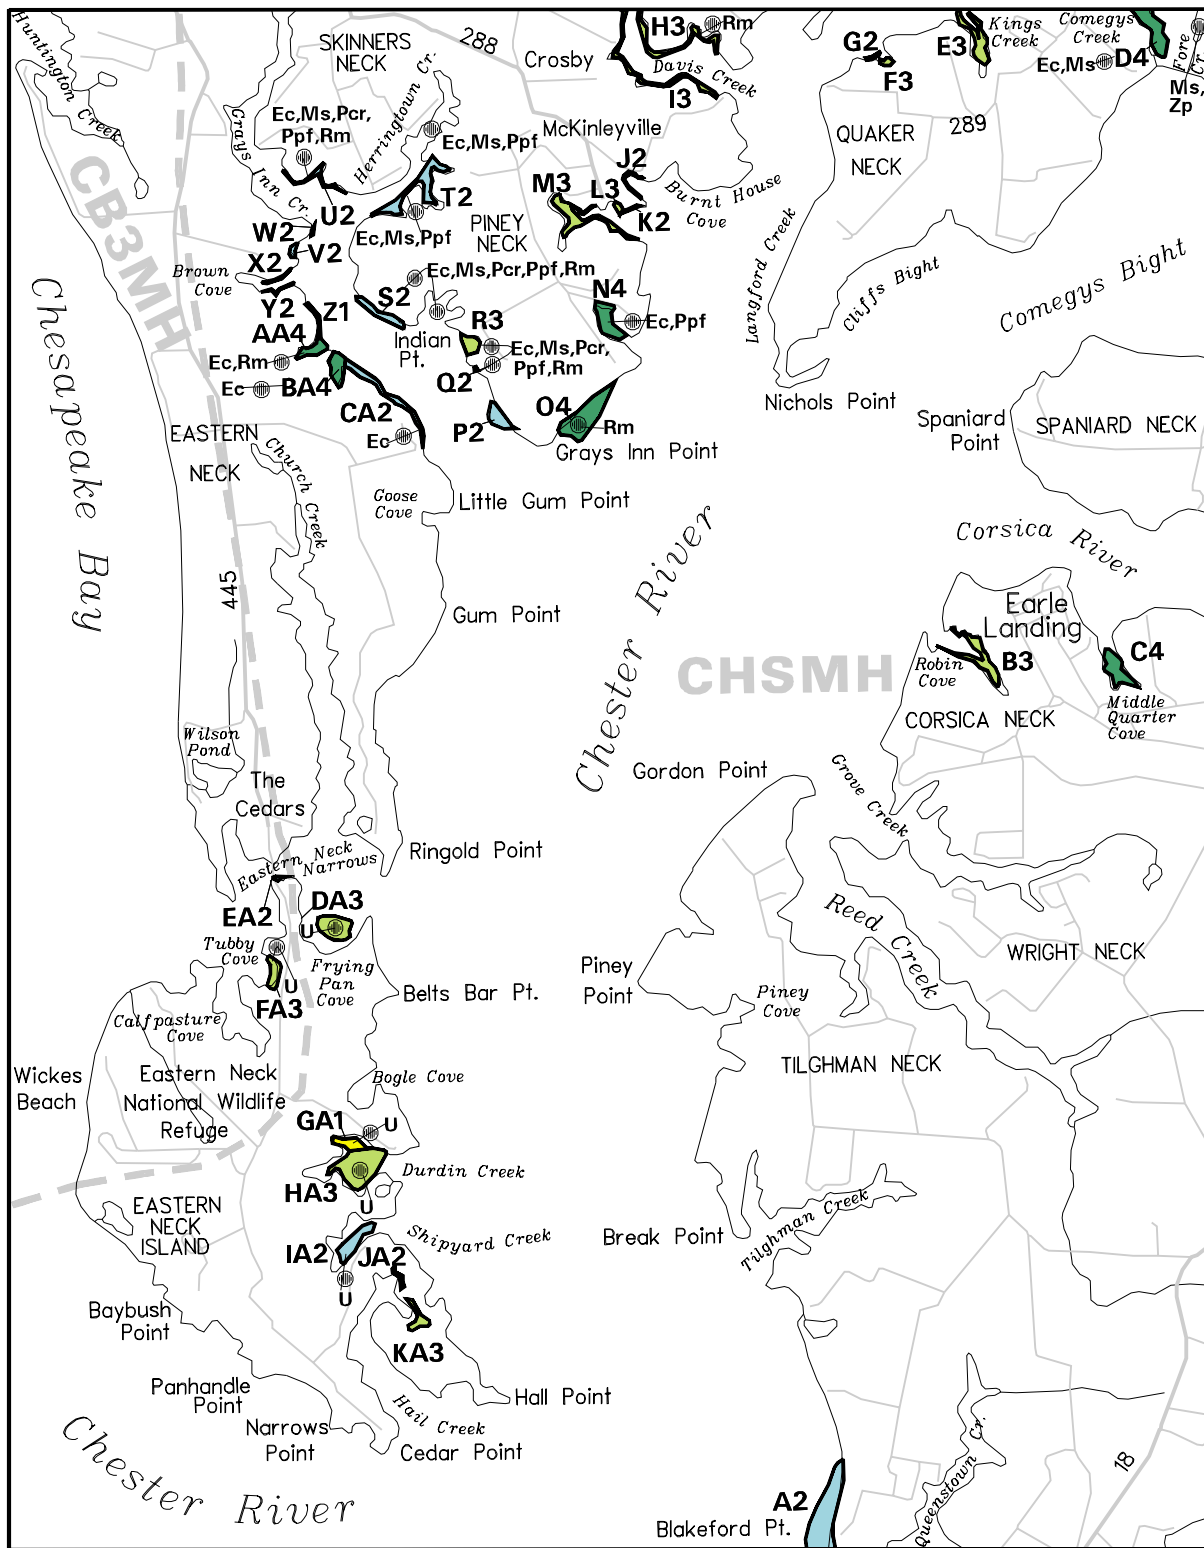 Huntington Creek
SKINNERS
NECK
288
Crosby
H3
Rm
Davis Creek
I3
G2
F3
E3
Kings
Creek
Comegys
Creek
Ec,Ms
D4
Fore
Cr
Ms,
Zp
Grays Inn Cr.
Ec,Ms,Pcr,
Ppf,Rm
Herringtown Cr.
Ec,Ms,Ppf
McKinleyville
QUAKER
NECK
289
CB3MH
U2
T2
Ec,Ms,Ppf
PINEY
NECK
M3
L3
J2
K2
Burnt House
Cove
W2
V2
X2
Brown
Cove
Y2
Z1
AA4
Ec,Rm
Ec
BA4
S2
Ec,Ms,Pcr,Ppf,Rm
Indian
Pt.
R3
Ec,Ms,Pcr,
Ppf,Rm
Q2
N4
Ec,Ppf
Langford Creek
Cliffs Bight
Comegys Bight
Chesapeake Bay
CA2
Ec
P2
O4
Rm
Grays Inn Point
Nichols Point
Spaniard
Point
SPANIARD NECK
EASTERN
NECK
Church Creek
Goose
Cove
Little Gum Point
Corsica River
445
Gum Point
Chester River
CHSMH
Earle
Landing
Robin
Cove
B3
C4
Middle
Quarter
Cove
CORSICA NECK
Wilson
Pond
The
Cedars
Gordon Point
Grove Creek
Eastern Neck
Narrows
Ringold Point
EA2
DA3
U
Tubby
Cove
U
FA3
Frying
Pan
Cove
Belts Bar Pt.
Piney
Point
Piney
Cove
Reed Creek
WRIGHT NECK
Calfpasture
Cove
Wickes
Beach
Eastern Neck
National Wildlife
Refuge
Bogle Cove
TILGHMAN NECK
GA1
U
HA3
U
Durdin Creek
EASTERN
NECK
ISLAND
IA2
U
JA2
Shipyard Creek
Break Point
Tilghman Creek
Baybush
Point
KA3
Panhandle
Point
Hall Point
Narrows
Point
Hail Creek
Cedar Point
Chester River
A2
Blakeford Pt.
Queenstown Cr.
18